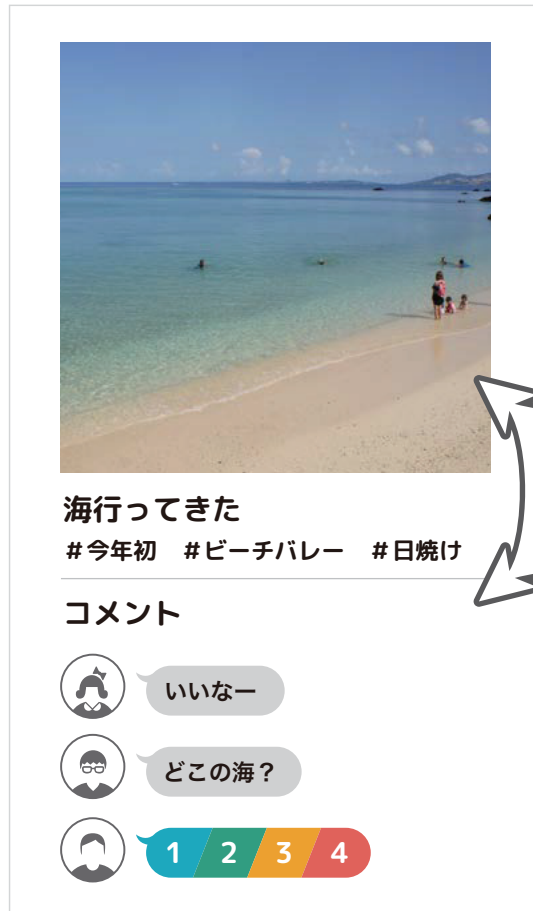 海行ってきた
#今年初 #ビーチバレー #日焼け
コメント
いいなー
どこの海？
1 2 3 4